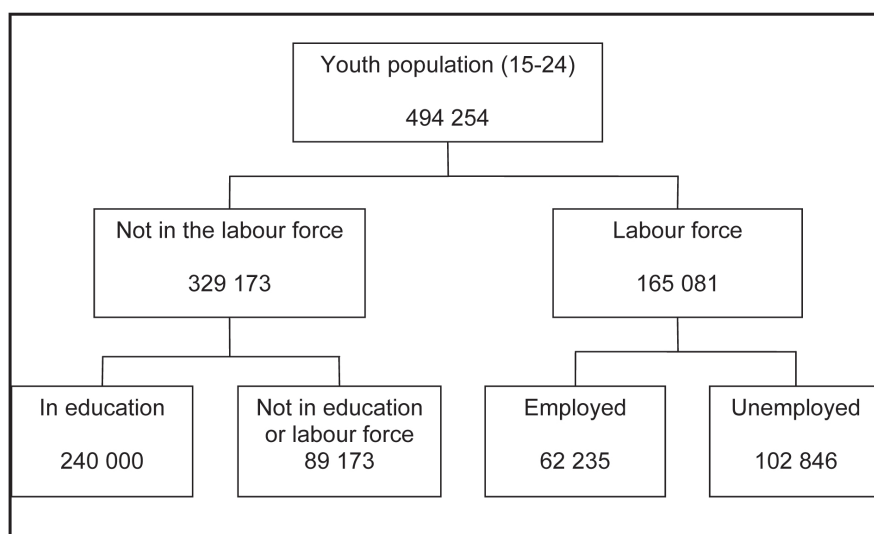 Youth population (15-24)
494 254
Not in the labour force
329 173
Labour force
165 081
In education
240 000
Not in education
or labour force
89 173
Employed
62 235
Unemployed
102 846